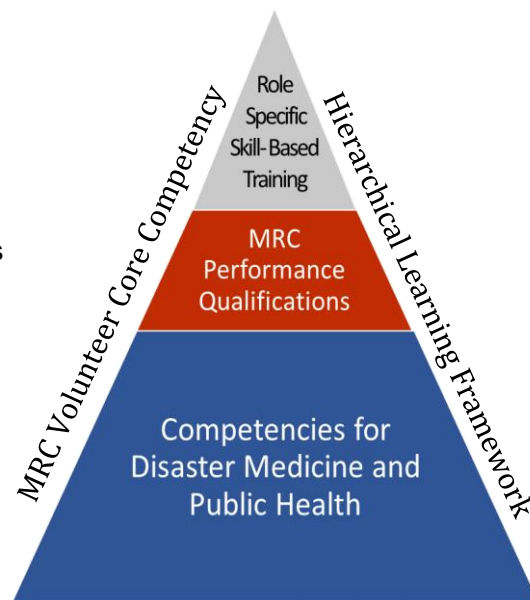 MRC Volunteer Core Competency
Hierarchical Learning Framework
Role
Specific
Skill-Based
Training
MRC
Performance
Qualifications
Competencies for
Disaster Medicine and
Public Health
s